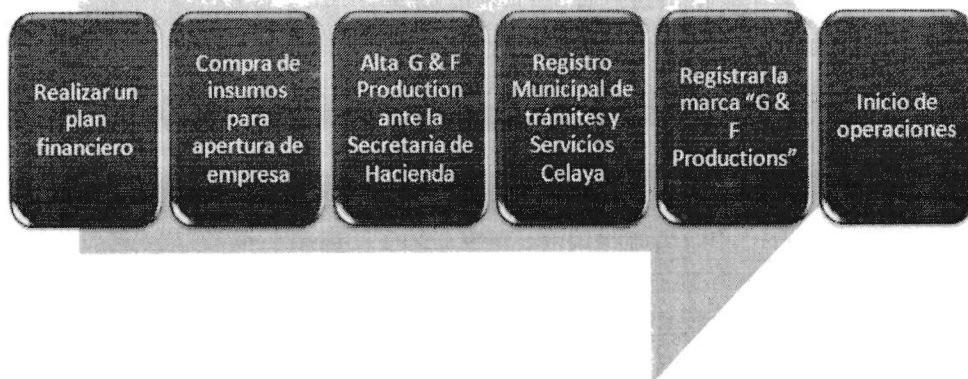 Realizar un
plan
financiero
Compra de
insumos
para
apertura de
empresa
Alta G & F
Production
ante la
Secretaria de
Hacienda
Registro
Municipal de
trámites y
Servicios
Celaya
Registrar la
marca "G &
F
Productions"
Inicio de
operaciones